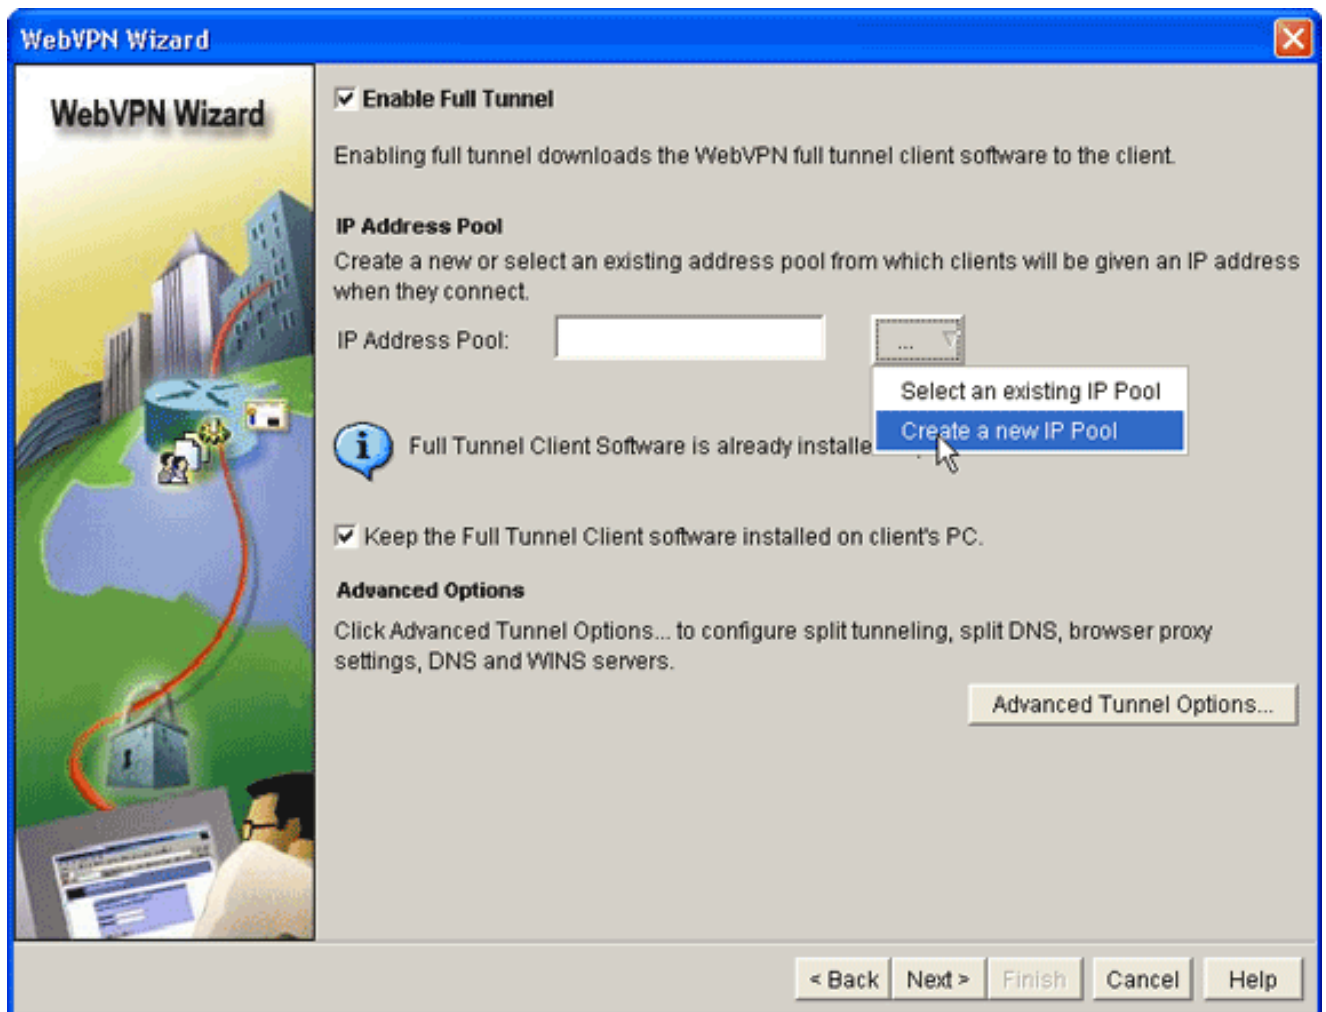 WebVPN Wizard
WebVPN Wizard
Enable Full Tunnel
Enabling full tunnel downloads the WebVPN full tunnel client software to the client.
IP Address Pool
Create a new or select an existing address pool from which clients will be given an IP address
when they connect.
IP Address Pool:
...
Select an existing IP Pool
Create a new IP Pool
Full Tunnel Client Software is already installe
Keep the Full Tunnel Client software installed on client's PC.
Advanced Options
Click Advanced Tunnel Options... to configure split tunneling, split DNS, browser proxy
settings, DNS and WINS servers.
Advanced Tunnel Options...
< Back Next > Finish Cancel Help